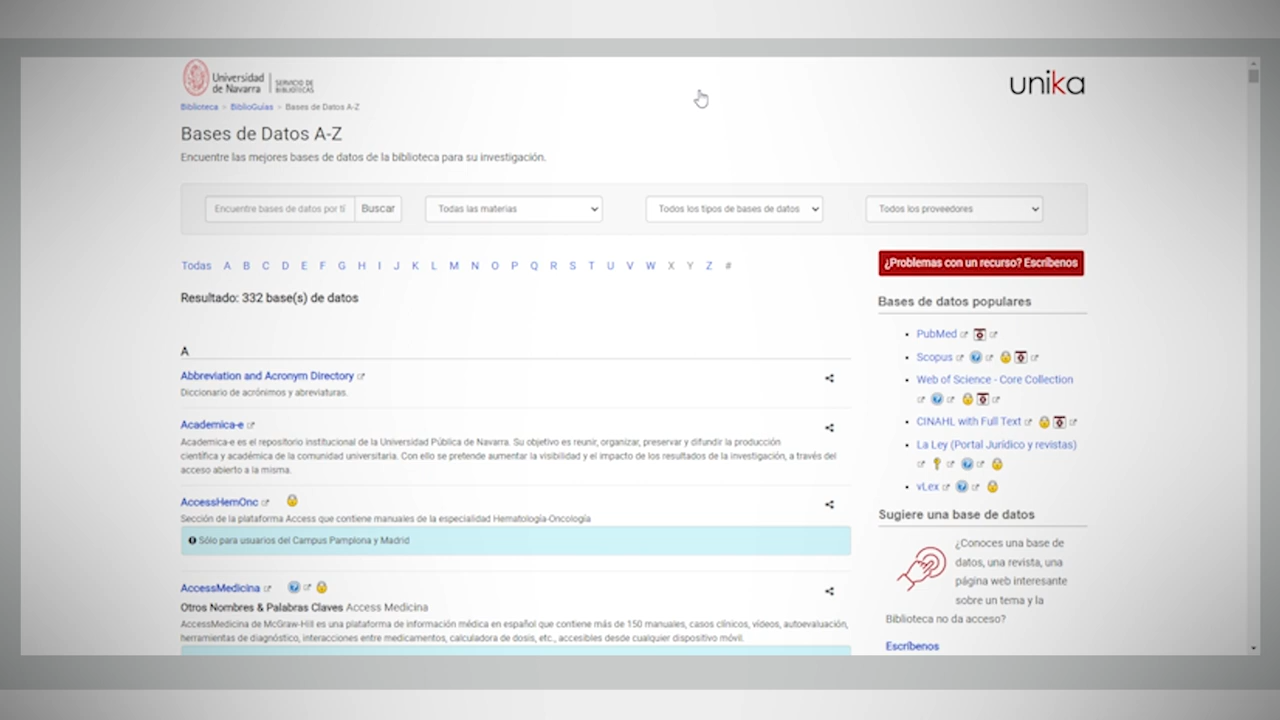 Universidad
de Navarra
SERVICIO DE
BIBLIOTECAS
unika
Biblioteca > BiblioGuías > Bases de Datos A-Z
Bases de Datos A-Z
Encuentre las mejores bases de datos de la biblioteca para su investigación.
Encuentre bases de datos por tí
Buscar
Todas las materias
Todos los tipos de bases de datos
Todos los proveedores
Todas A B C D E F G H I J K L M N O P Q R S T U V W X Y Z #
Resultado: 332 base(s) de datos
A
Abbreviation and Acronym Directory
Diccionario de acrónimos y abreviaturas.
Academica-e
Academica-e es el repositorio institucional de la Universidad Pública de Navarra. Su objetivo es reunir, organizar, preservar y difundir la producción
científica y académica de la comunidad universitaria. Con ello se pretende aumentar la visibilidad y el impacto de los resultados de la investigación, a través del
acceso abierto a la misma.
AccessHemOnc
Sección de la plataforma Access que contiene manuales de la especialidad Hematología-Oncología
Sólo para usuarios del Campus Pamplona y Madrid
AccessMedicina
Otros Nombres & Palabras Claves Access Medicina
AccessMedicina de McGraw-Hill es una plataforma de información médica en español que contiene más de 150 manuales, casos clínicos, vídeos, autoevaluación,
herramientas de diagnóstico, interacciones entre medicamentos, calculadora de dosis, etc., accesibles desde cualquier dispositivo móvil.
¿Problemas con un recurso? Escríbenos
Bases de datos populares
PubMed
Scopus
Web of Science - Core Collection
CINAHL with Full Text
La Ley (Portal Jurídico y revistas)
vLex
Sugiere una base de datos
¿Conoces una base de
datos, una revista, una
página web interesante
sobre un tema y la
Biblioteca no da acceso?
Escríbenos